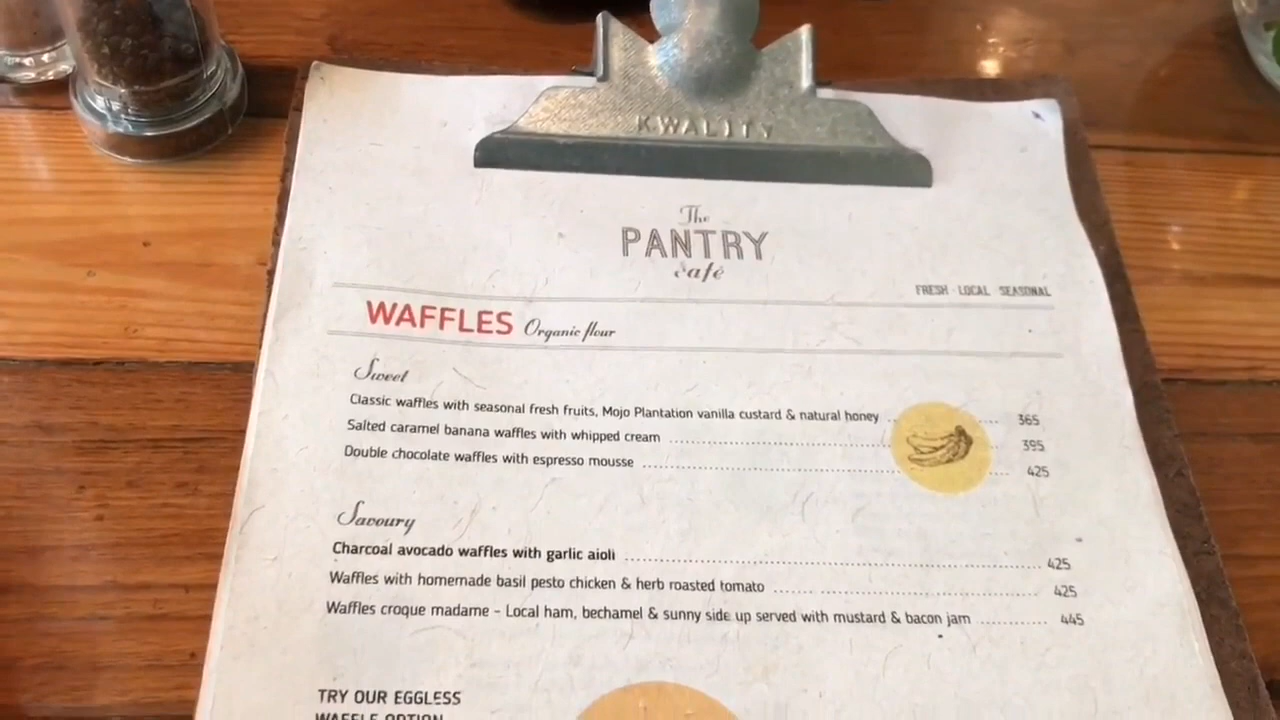 KWALITY
The
PANTRY
café
FRESH · LOCAL · SEASONAL
WAFFLES Organic flour
Sweet
Classic waffles with seasonal fresh fruits, Mojo Plantation vanilla custard & natural honey 365
Salted caramel banana waffles with whipped cream 395
Double chocolate waffles with espresso mousse 425
Savoury
Charcoal avocado waffles with garlic aioli 425
Waffles with homemade basil pesto chicken & herb roasted tomato 425
Waffles croque madame - Local ham, bechamel & sunny side up served with mustard & bacon jam 445
TRY OUR EGGLESS
WAFFLE OPTION